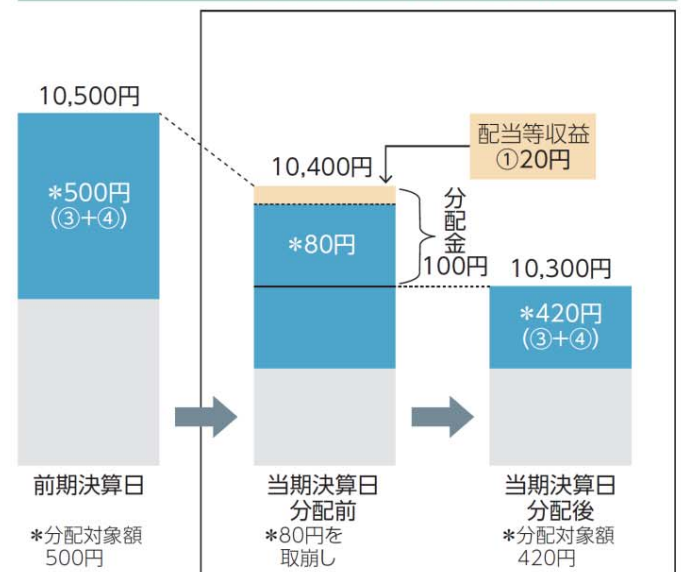 10,500円
*500円
(③+④)
10,400円
配当等収益
①20円
*80円
分配金
100円
10,300円
*420円
(③+④)
前期決算日
*分配対象額
500円
当期決算日
分配前
*80円を
取崩し
当期決算日
分配後
*分配対象額
420円